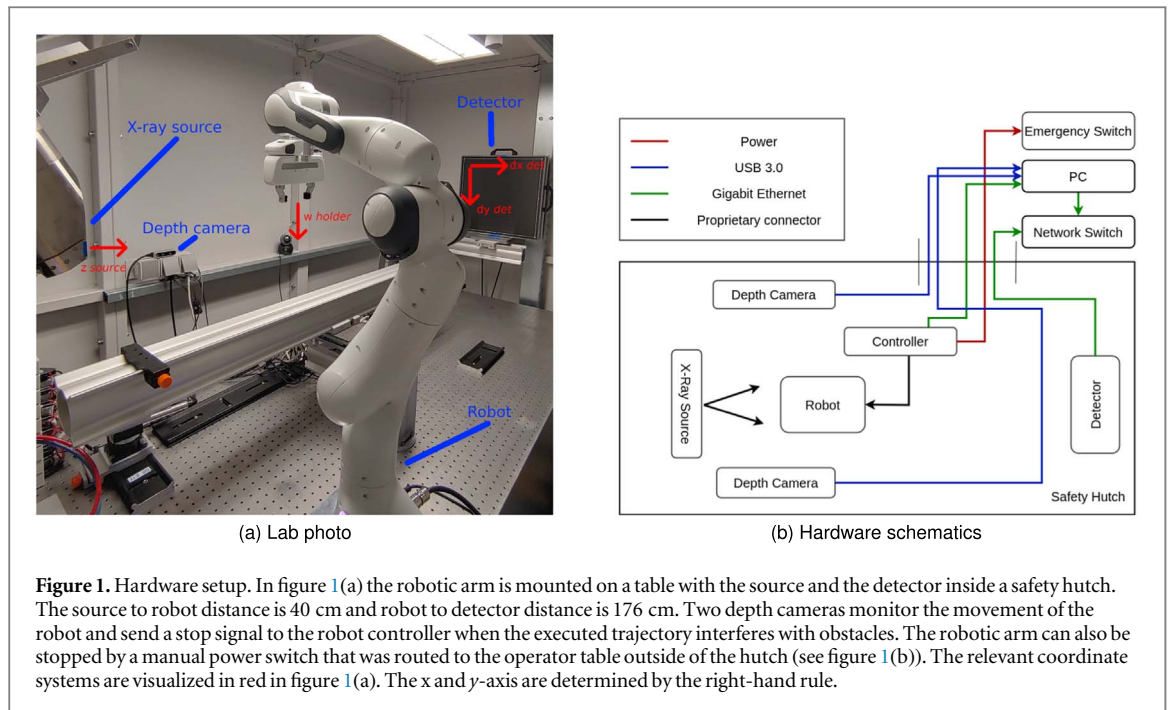 X-ray source
Detector
dx det
dy det
w holder
Depth camera
z source
Robot
(a) Lab photo
Power
USB 3.0
Gigabit Ethernet
Proprietary connector
Emergency Switch
PC
Network Switch
Depth Camera
Controller
X-Ray Source
Robot
Detector
Depth Camera
Safety Hutch
(b) Hardware schematics
Figure 1. Hardware setup. In figure 1(a) the robotic arm is mounted on a table with the source and the detector inside a safety hutch.
The source to robot distance is 40 cm and robot to detector distance is 176 cm. Two depth cameras monitor the movement of the
robot and send a stop signal to the robot controller when the executed trajectory interferes with obstacles. The robotic arm can also be
stopped by a manual power switch that was routed to the operator table outside of the hutch (see figure 1(b)). The relevant coordinate
systems are visualized in red in figure 1(a). The x and y-axis are determined by the right-hand rule.